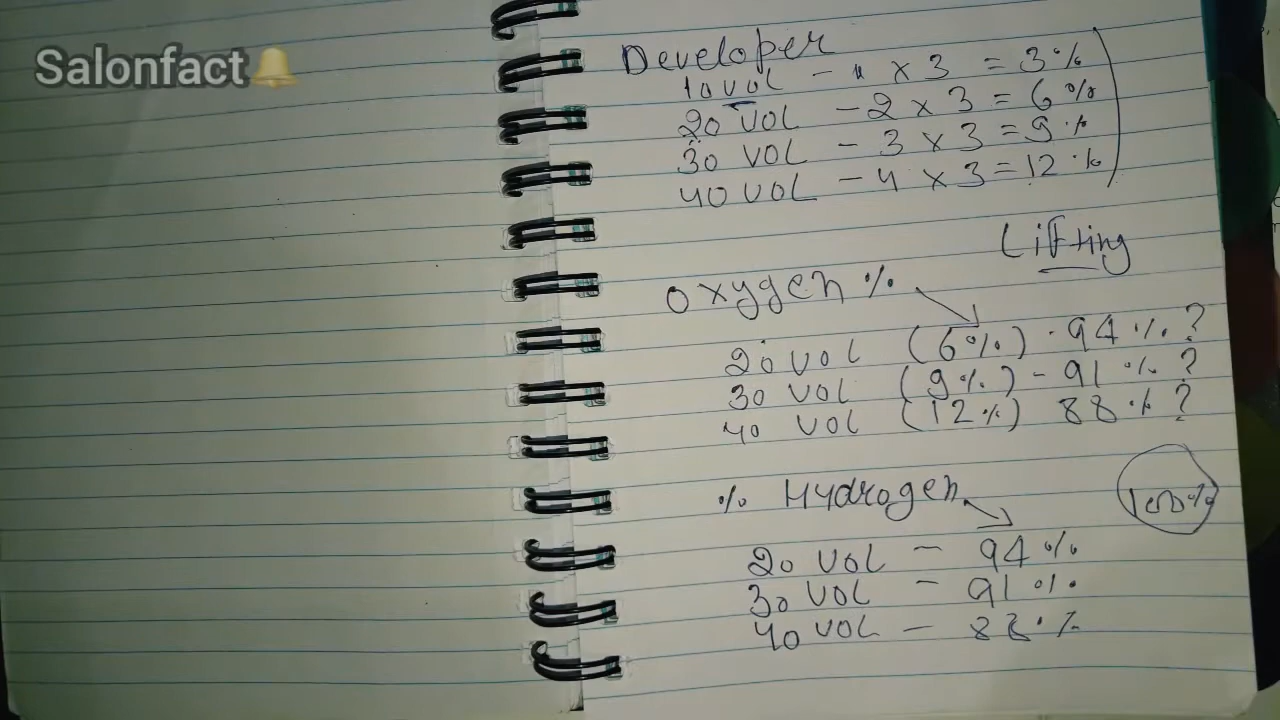 Salonfact
Developer
10 VOL - 1 x 3 = 3%
20 VOL - 2 x 3 = 6%
30 VOL - 3 x 3 = 9%
40 VOL - 4 x 3 = 12%
Lifting
Oxygen %
20 VOL (6%) - 94%?
30 VOL (9%) - 91%?
40 VOL (12%) 88%?
% Hydrogen
100%
20 VOL - 94%
30 VOL - 91%
40 VOL - 88%